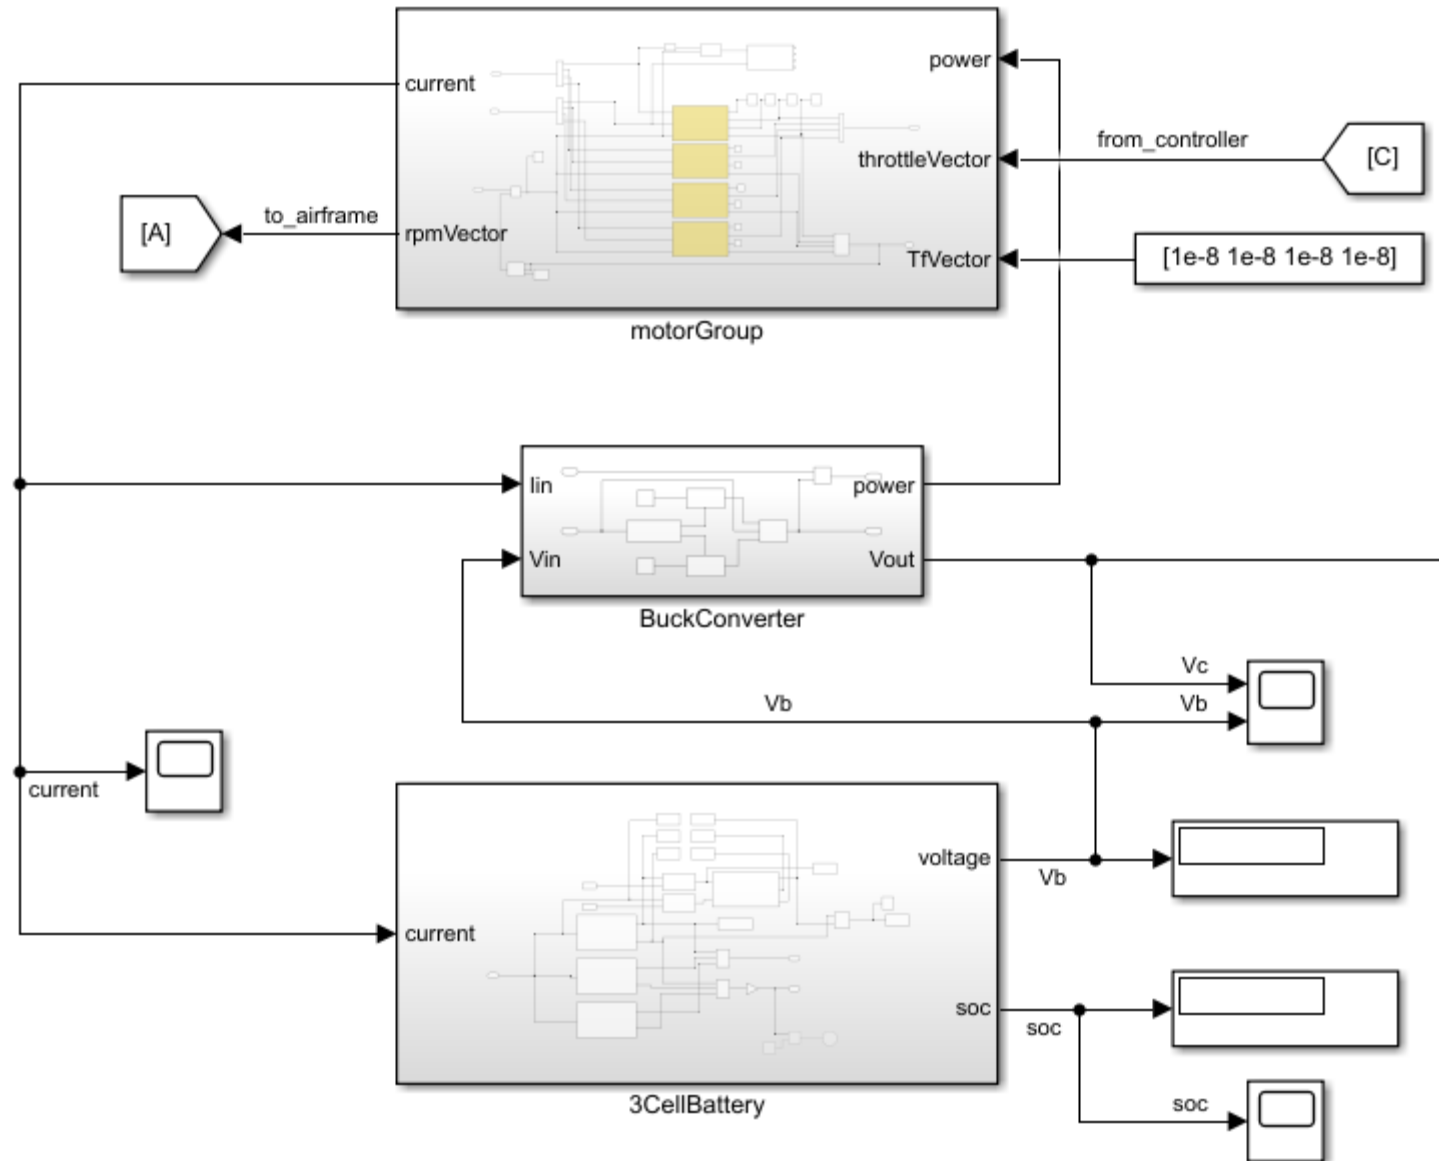 power
current
from_controller
[C]
throttleVector
to_airframe
[A]
rpmVector
TfVector
[1e-8 1e-8 1e-8 1e-8]
motorGroup
Iin
power
Vin
Vout
BuckConverter
Vc
Vb
Vb
current
voltage
Vb
current
soc
soc
3CellBattery
soc